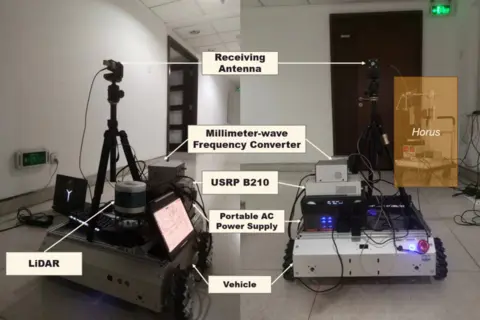 Receiving
Antenna
Horus
Millimeter-wave
Frequency Converter
USRP B210
Portable AC
Power Supply
LiDAR
Vehicle